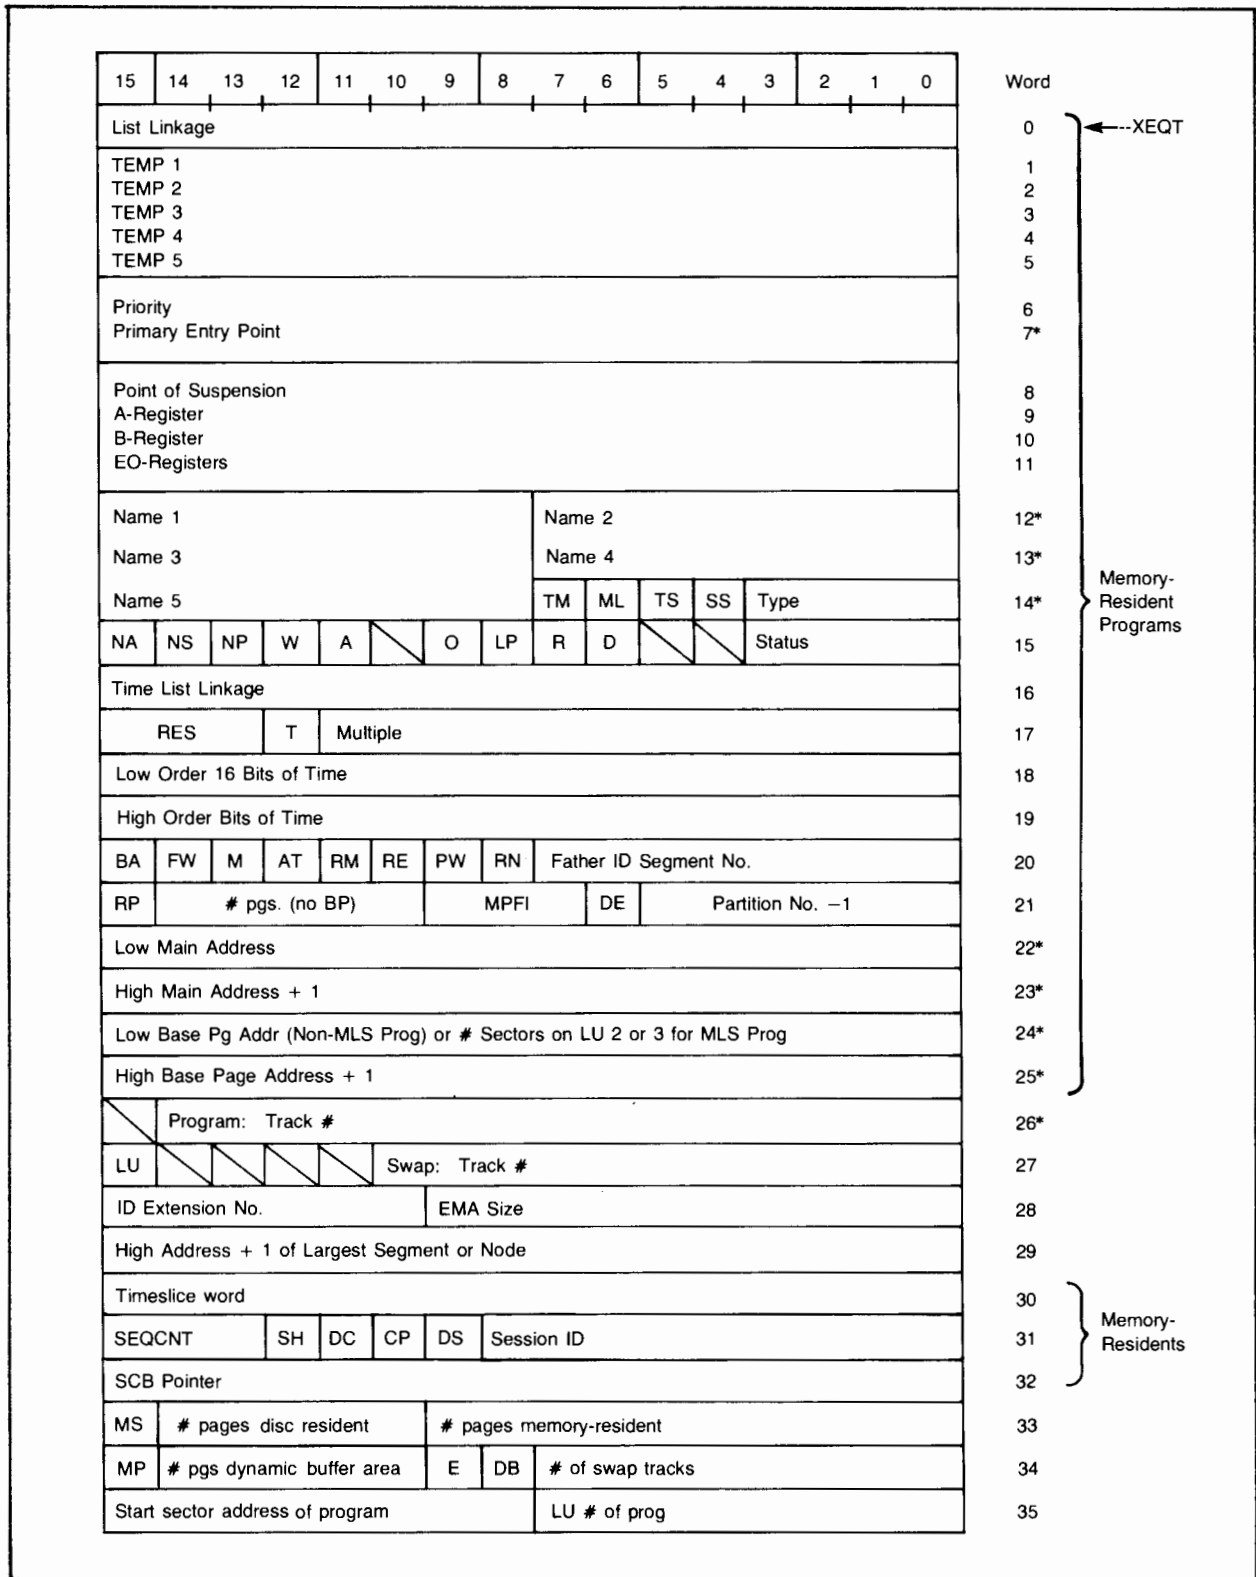 15 14 13 12 11 10 9 8 7 6 5 4 3 2 1 0 Word
List Linkage 0 XEQT
TEMP 1 1
TEMP 2 2
TEMP 3 3
TEMP 4 4
TEMP 5 5
Priority 6
Primary Entry Point 7*
Point of Suspension 8
A-Register 9
B-Register 10
EO-Registers 11
Name 1 Name 2 12*
Name 3 Name 4 13*
Memory-
Name 5 TM ML TS SS Type 14* Resident
Programs
NA NS NP W A O LP R D Status 15
Time List Linkage 16
RES T Multiple 17
Low Order 16 Bits of Time 18
High Order Bits of Time 19
BA FW M AT RM RE PW RN Father ID Segment No. 20
RP # pgs. (no BP) MPFI DE Partition No. −1 21
Low Main Address 22*
High Main Address + 1 23*
Low Base Pg Addr (Non-MLS Prog) or # Sectors on LU 2 or 3 for MLS Prog 24*
High Base Page Address + 1 25*
Program: Track # 26*
LU Swap: Track # 27
ID Extension No. EMA Size 28
High Address + 1 of Largest Segment or Node 29
Timeslice word 30
Memory-
SEQCNT SH DC CP DS Session ID 31 Residents
SCB Pointer 32
MS # pages disc resident # pages memory-resident 33
MP # pgs dynamic buffer area E DB # of swap tracks 34
Start sector address of program LU # of prog 35